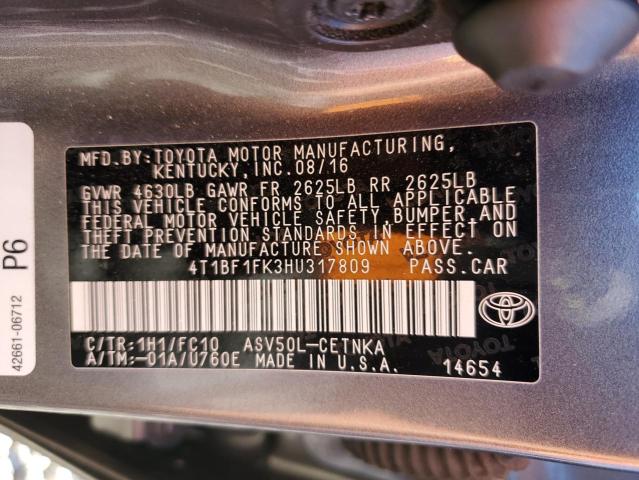 MFD. BY: TOYOTA MOTOR MANUFACTURING,
KENTUCKY, INC. 08/16
GVWR 4630LB GAWR FR 2625LB RR 2625LB
THIS VEHICLE CONFORMS TO ALL APPLICABLE
FEDERAL MOTOR VEHICLE SAFETY, BUMPER, AND
THEFT PREVENTION STANDARDS IN EFFECT ON
THE DATE OF MANUFACTURE SHOWN ABOVE.
4T1BF1FK3HU317809 PASS.CAR
C/TR:1H1/FC10 ASV50L-CETNKA
A/TM:-01A/U760E MADE IN U.S.A. 14654
P6
42661-06712